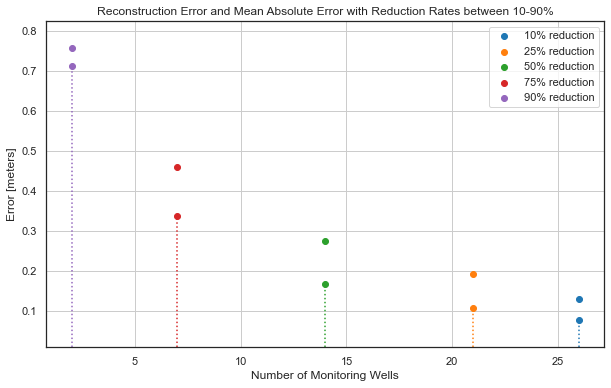 Reconstruction Error and Mean Absolute Error with Reduction Rates between 10-90%
10% reduction
25% reduction
50% reduction
75% reduction
90% reduction
Error [meters]
0.8
0.7
0.6
0.5
0.4
0.3
0.2
0.1
5 10 15 20 25
Number of Monitoring Wells